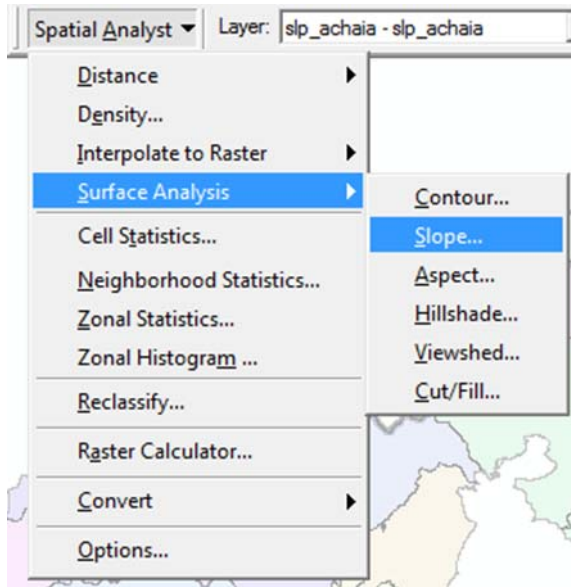 Spatial Analyst Layer: slp_achaia - slp_achaia
Distance
Density...
Interpolate to Raster
Surface Analysis
Cell Statistics...
Neighborhood Statistics...
Zonal Statistics...
Zonal Histogram ...
Reclassify...
Raster Calculator...
Convert
Options...
Contour...
Slope...
Aspect...
Hillshade...
Viewshed...
Cut/Fill...